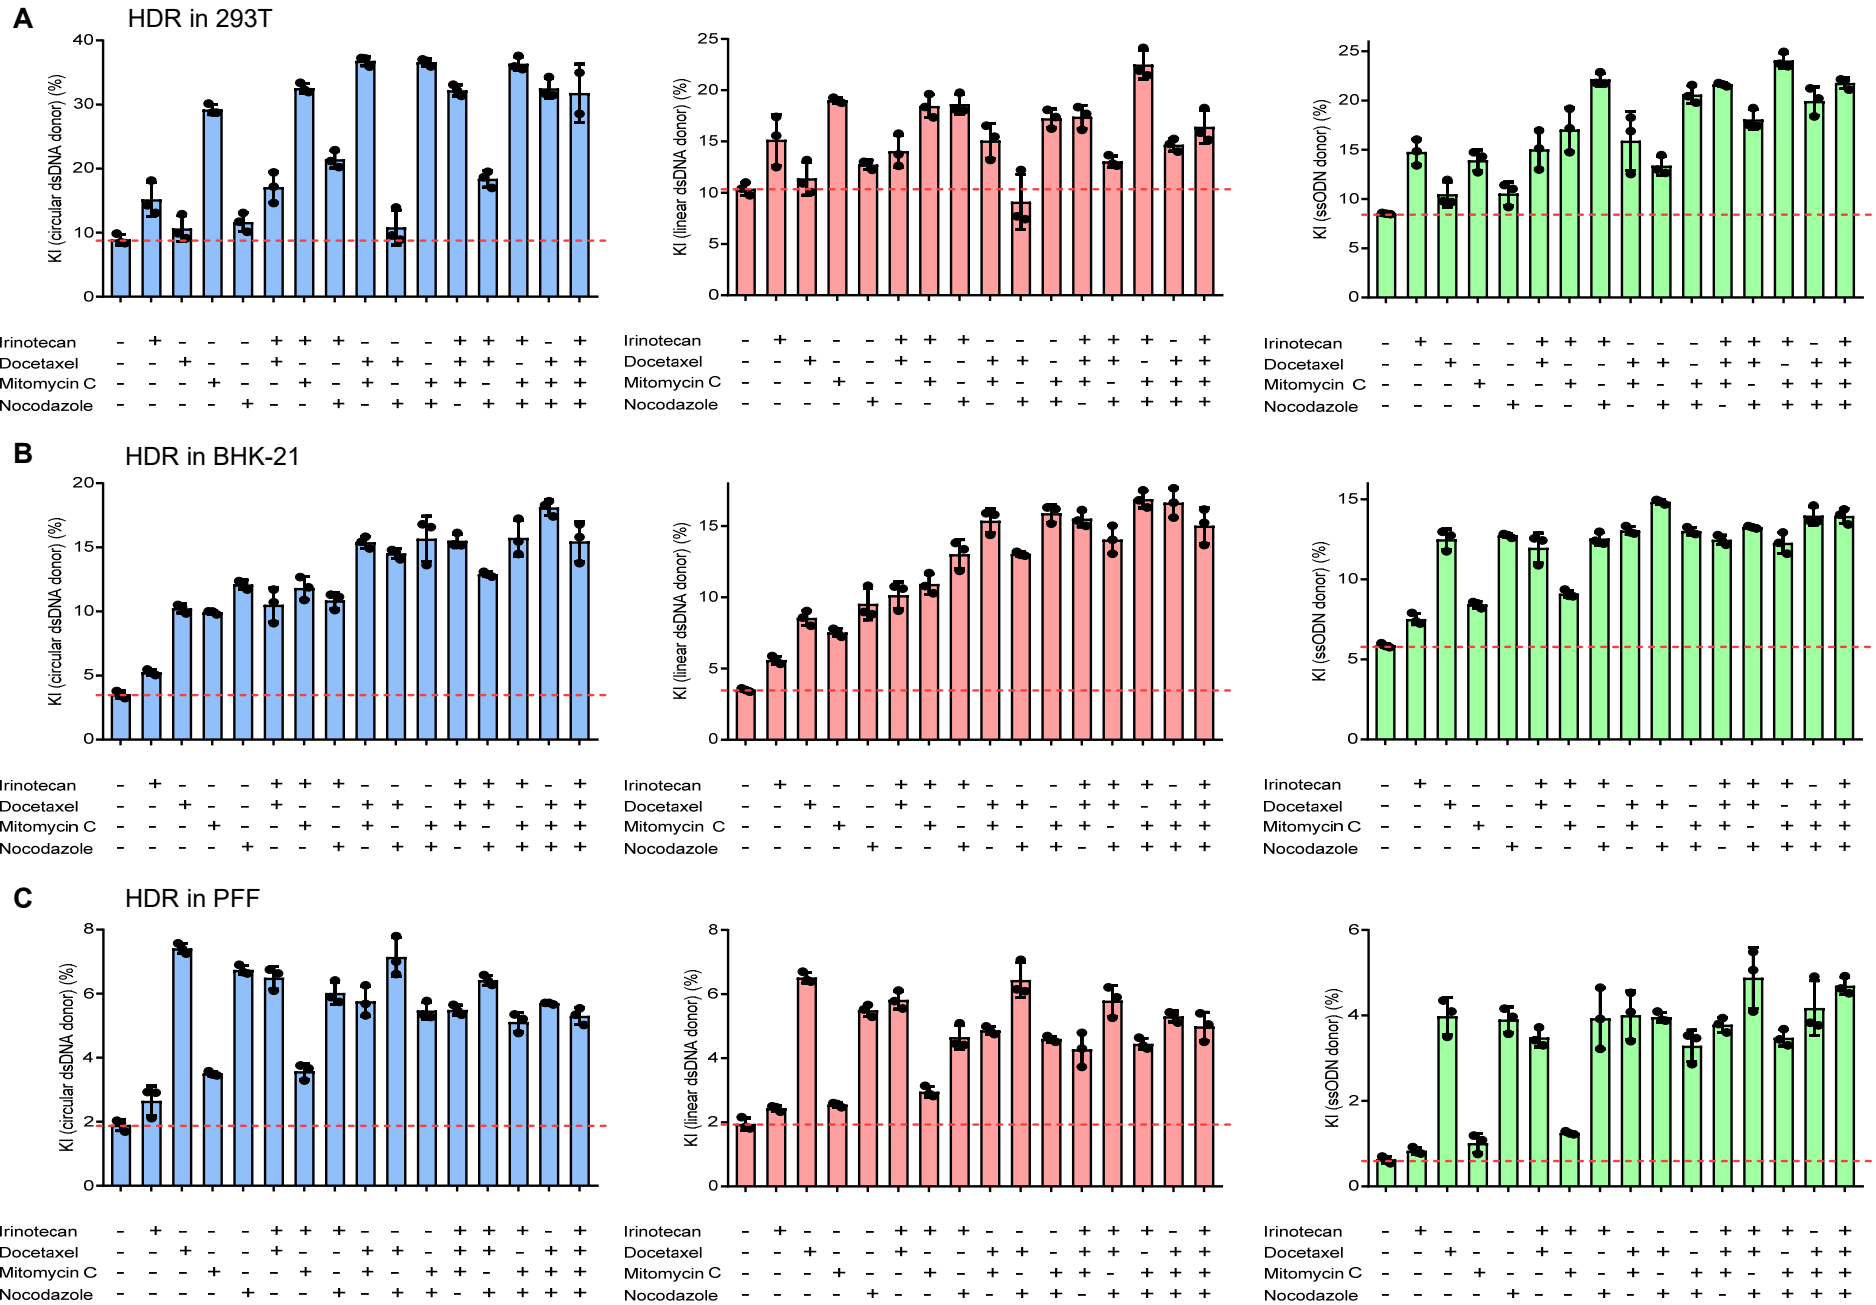 A HDR in 293T
KI (circular dsDNA donor) (%)
40
30
20
10
0
Irinotecan - + - - - + + + - - - + + + - +
Docetaxel - - + - - + - - + + - + + - + +
Mitomycin C - - - + - - + - + - + + - + + +
Nocodazole - - - - + - - + - + + - + + + +
KI (linear dsDNA donor) (%)
25
20
15
10
5
0
Irinotecan - + - - - + + + - - - + + + - +
Docetaxel - - + - - + - - + + - + + - + +
Mitomycin C - - - + - - + - + - + + - + + +
Nocodazole - - - - + - - + - + + - + + + +
KI (ssODN donor) (%)
25
20
15
10
5
0
Irinotecan - + - - - + + + - - - + + + - +
Docetaxel - - + - - + - - + + - + + - + +
Mitomycin C - - - + - - + - + - + + - + + +
Nocodazole - - - - + - - + - + + - + + + +
B HDR in BHK-21
KI (circular dsDNA donor) (%)
20
15
10
5
0
Irinotecan - + - - - + + + - - - + + + - +
Docetaxel - - + - - + - - + + - + + - + +
Mitomycin C - - - + - - + - + - + + - + + +
Nocodazole - - - - + - - + - + + - + + + +
KI (linear dsDNA donor) (%)
15
10
5
0
Irinotecan - + - - - + + + - - - + + + - +
Docetaxel - - + - - + - - + + - + + - + +
Mitomycin C - - - + - - + - + - + + - + + +
Nocodazole - - - - + - - + - + + - + + + +
KI (ssODN donor) (%)
15
10
5
0
Irinotecan - + - - - + + + - - - + + + - +
Docetaxel - - + - - + - - + + - + + - + +
Mitomycin C - - - + - - + - + - + + - + + +
Nocodazole - - - - + - - + - + + - + + + +
C HDR in PFF
KI (circular dsDNA donor) (%)
8
6
4
2
0
Irinotecan - + - - - + + + - - - + + + - +
Docetaxel - - + - - + - - + + - + + - + +
Mitomycin C - - - + - - + - + - + + - + + +
Nocodazole - - - - + - - + - + + - + + + +
KI (linear dsDNA donor) (%)
8
6
4
2
0
Irinotecan - + - - - + + + - - - + + + - +
Docetaxel - - + - - + - - + + - + + - + +
Mitomycin C - - - + - - + - + - + + - + + +
Nocodazole - - - - + - - + - + + - + + + +
KI (ssODN donor) (%)
6
4
2
0
Irinotecan - + - - - + + + - - - + + + - +
Docetaxel - - + - - + - - + + - + + - + +
Mitomycin C - - - + - - + - + - + + - + + +
Nocodazole - - - - + - - + - + + - + + + +